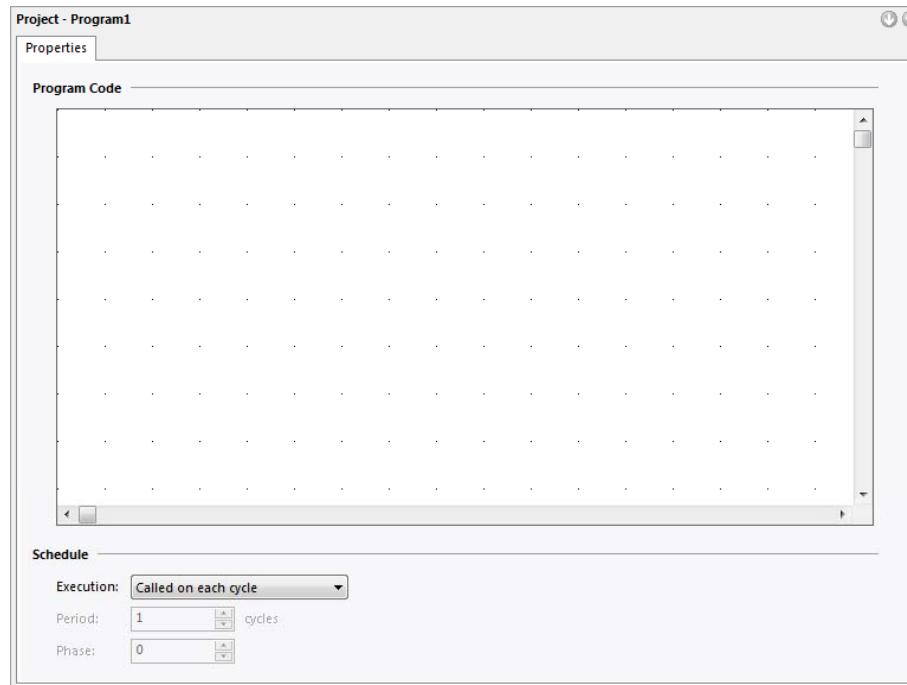 Project - Program1
Properties
Program Code
Schedule
Execution: Called on each cycle
Period: 1 cycles
Phase: 0